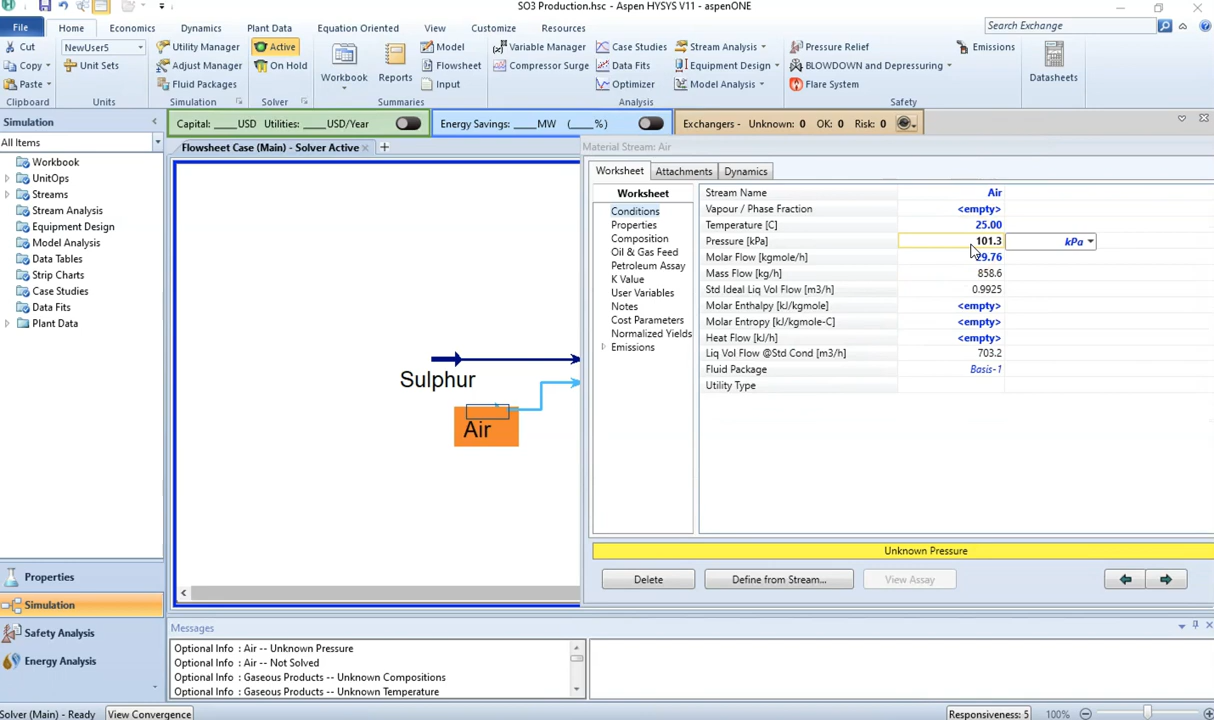 SO3 Production.hsc - Aspen HYSYS V11 - aspenONE
File Home Economics Dynamics Plant Data Equation Oriented View Customize Resources Search Exchange
Cut NewUser5 Utility Manager Active Model Variable Manager Case Studies Stream Analysis Pressure Relief Emissions
Copy Unit Sets Adjust Manager On Hold Flowsheet Compressor Surge Data Fits Equipment Design BLOWDOWN and Depressuring
Paste Fluid Packages Workbook Reports Input Optimizer Model Analysis Flare System Datasheets
Clipboard Units Simulation Solver Summaries Analysis Safety
Capital: ____USD Utilities: ____USD/Year Energy Savings: ____MW (____%) Exchangers - Unknown: 0 OK: 0 Risk: 0
Simulation
All Items
Workbook
UnitOps
Streams
Stream Analysis
Equipment Design
Model Analysis
Data Tables
Strip Charts
Case Studies
Data Fits
Plant Data
Properties
Simulation
Safety Analysis
Energy Analysis
Flowsheet Case (Main) - Solver Active
Sulphur
Air
Material Stream: Air
Worksheet Attachments Dynamics
Worksheet
Conditions
Properties
Composition
Oil & Gas Feed
Petroleum Assay
K Value
User Variables
Notes
Cost Parameters
Normalized Yields
Emissions
Stream Name Air
Vapour / Phase Fraction <empty>
Temperature [C] 25.00
Pressure [kPa] 101.3 kPa
Molar Flow [kgmole/h] 29.76
Mass Flow [kg/h] 858.6
Std Ideal Liq Vol Flow [m3/h] 0.9925
Molar Enthalpy [kJ/kgmole] <empty>
Molar Entropy [kJ/kgmole-C] <empty>
Heat Flow [kJ/h] <empty>
Liq Vol Flow @Std Cond [m3/h] 703.2
Fluid Package Basis-1
Utility Type
Unknown Pressure
Delete Define from Stream... View Assay
Messages
Optional Info : Air -- Unknown Pressure
Optional Info : Air -- Not Solved
Optional Info : Gaseous Products -- Unknown Compositions
Optional Info : Gaseous Products -- Unknown Temperature
Solver (Main) - Ready View Convergence Responsiveness: 5 100%